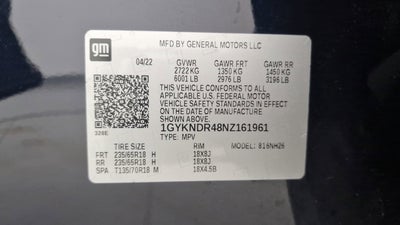 gm
MFD BY GENERAL MOTORS LLC
04/22 GVWR GAWR FRT GAWR RR
2722 KG 1350 KG 1450 KG
6001 LB 2976 LB 3196 LB
THIS VEHICLE CONFORMS TO ALL
APPLICABLE U.S. FEDERAL MOTOR
VEHICLE SAFETY STANDARDS
IN EFFECT ON THE DATE OF
MANUFACTURE SHOWN ABOVE.
1GYKNDR48NZ161961
TYPE: MPV
TIRE SIZE RIM MODEL: 816NH26
FRT 235/65R18 H 18X8J
RR 235/65R18 H 18X8J
SPA T135/70R18 M 18X4.5B